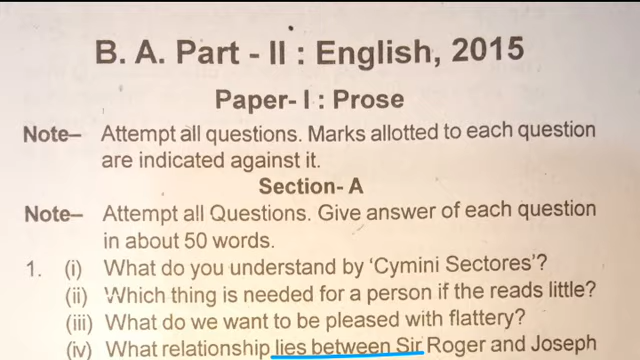 B. A. Part - II : English, 2015
Paper- I : Prose
Note– Attempt all questions. Marks allotted to each question
are indicated against it.
Section- A
Note– Attempt all Questions. Give answer of each question
in about 50 words.
1. (i) What do you understand by ‘Cymini Sectores’?
(ii) Which thing is needed for a person if the reads little?
(iii) What do we want to be pleased with flattery?
(iv) What relationship lies between Sir Roger and Joseph